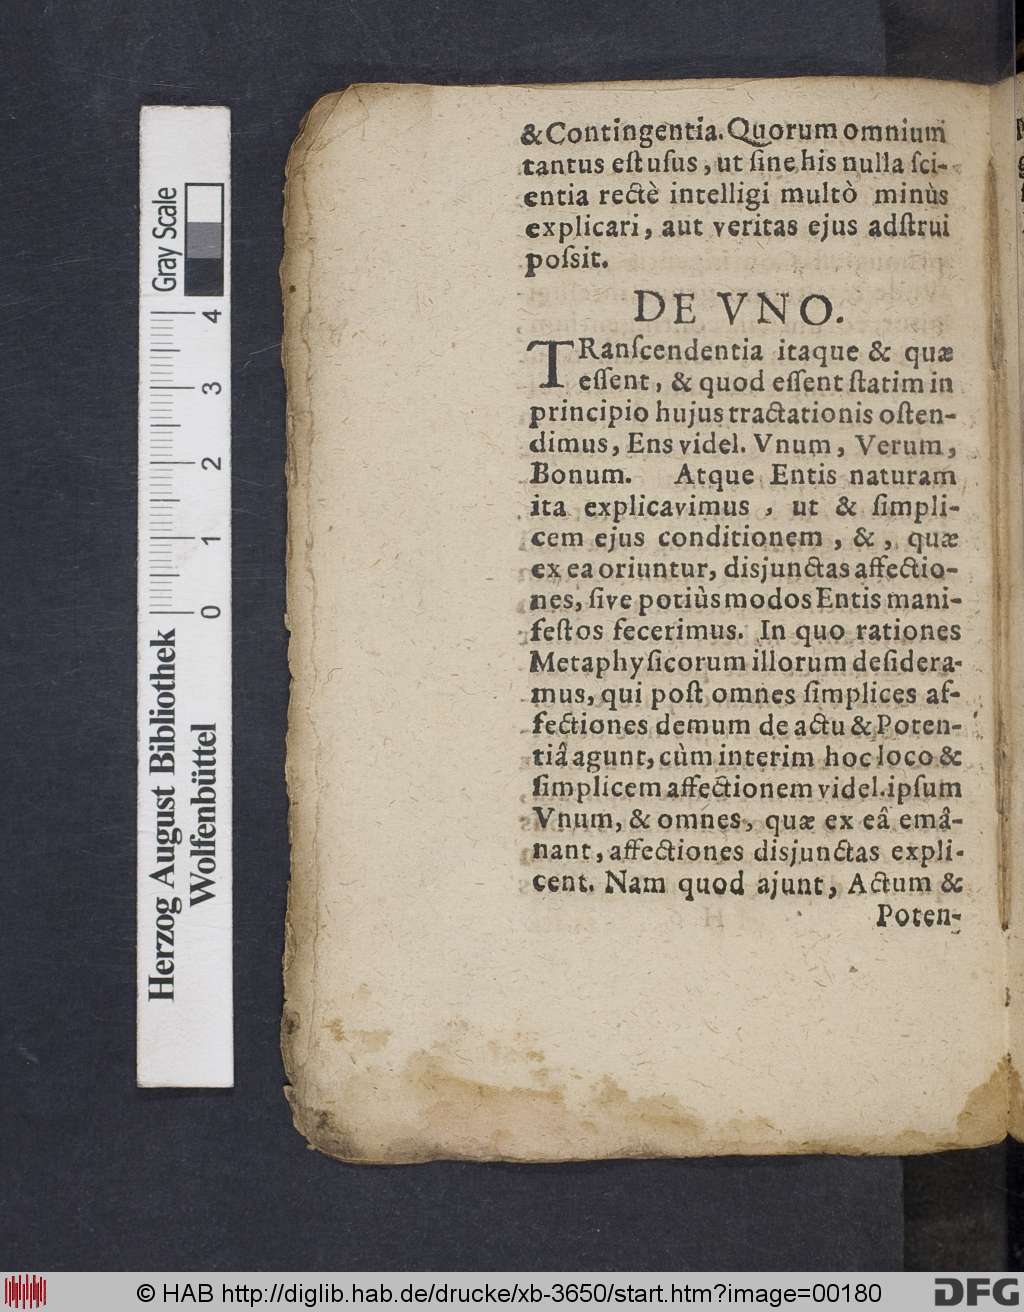 &Contingentia. Quorum omnium
tantus est uſus, ut ſine his nulla ſci-
entia rectè intelligi multò minùs
explicari, aut veritas ejus adſtrui
poſsit.
DE VNO.
TRanſcendentia itaque & quæ
eſſent, & quod eſſent ſtatim in
principio hujus tractationis oſten-
dimus, Ens videl. Vnum, Verum,
Bonum. Atque Entis naturam
ita explicavimus, ut & ſimpli-
cem ejus conditionem, &, quæ
ex ea oriuntur, disjunctas affectio-
nes, ſive potiùs modos Entis mani-
feſtos fecerimus. In quo rationes
Metaphyſicorum illorum deſidera-
mus, qui poſt omnes ſimplices af-
fectiones demum de actu & Poten-
tiâ agunt, cùm interim hoc loco &
ſimplicem affectionem videl. ipſum
Vnum, & omnes, quæ ex eâ emâ-
nant, affectiones disjunctas expli-
cent. Nam quod ajunt, Actum &
Poten-
Gray Scale
4
3
2
1
0
Herzog August Bibliothek
Wolfenbüttel
© HAB http://diglib.hab.de/drucke/xb-3650/start.htm?image=00180
DFG